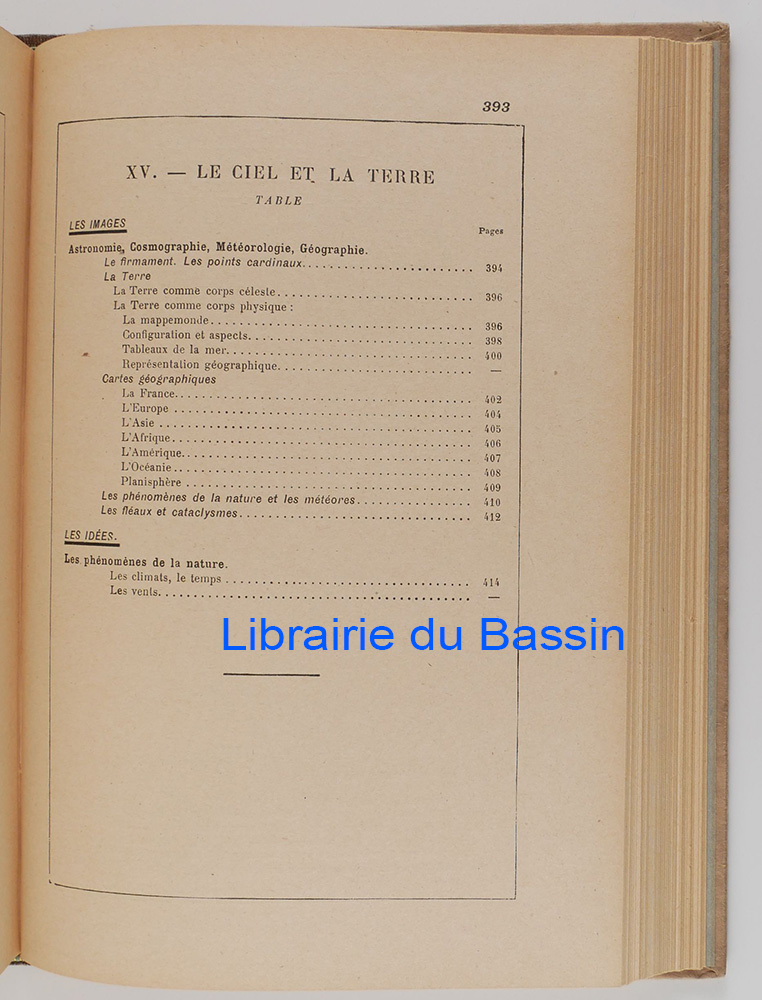 393
XV. — LE CIEL ET LA TERRE
TABLE
LES IMAGES
Pages
Astronomie, Cosmographie, Météorologie, Géographie.
Le firmament. Les points cardinaux........................ 394
La Terre
La Terre comme corps céleste........................ 396
La Terre comme corps physique :
La mappemonde........................ 396
Configuration et aspects........................ 398
Tableaux de la mer........................ 400
Représentation géographique........................ —
Cartes géographiques
La France........................ 402
L'Europe ........................ 404
L'Asie ........................ 405
L'Afrique........................ 406
L'Amérique........................ 407
L'Océanie........................ 408
Planisphère ........................ 409
Les phénomènes de la nature et les météores................. 410
Les fléaux et cataclysmes........................ 412
LES IDÉES.
Les phénomènes de la nature.
Les climats, le temps ........................ 414
Les vents........................ —
Librairie du Bassin